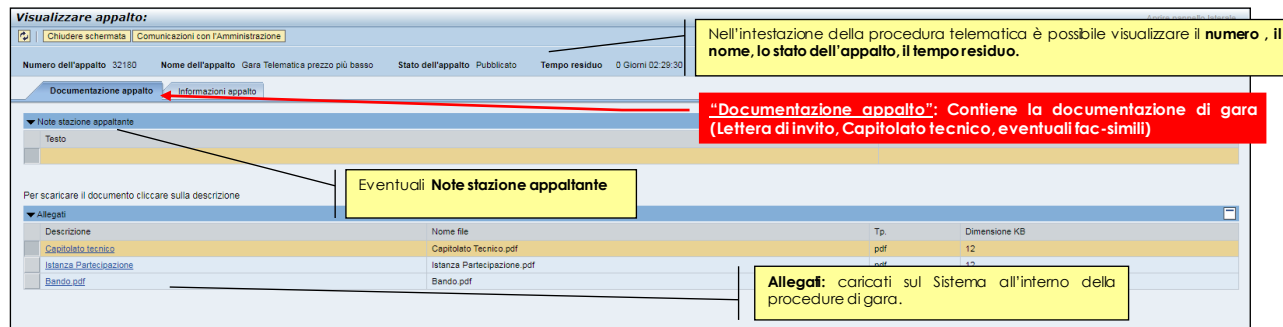 Visualizzare appalto:
Aprire cappello laterale
Chiudere schermata Comunicazioni con l'Amministrazione
Nell'intestazione della procedura telematica è possibile visualizzare il numero , il
nome, lo stato dell'appalto, il tempo residuo.
Numero dell'appalto 32180 Nome dell'appalto Gara Telematica prezzo più basso Stato dell'appalto Pubblicato Tempo residuo 0 Giorni 02:29:30
Documentazione appalto Informazioni appalto
"Documentazione appalto": Contiene la documentazione di gara
(Lettera di invito, Capitolato tecnico, eventuali fac-simili)
Note stazione appaltante
Testo
Eventuali Note stazione appaltante
Per scaricare il documento cliccare sulla descrizione
Allegati
Descrizione Nome file Tp. Dimensione KB
Capitolato tecnico Capitolato Tecnico.pdf pdf 12
Istanza Partecipazione Istanza Partecipazione.pdf pdf 12
Bando.pdf Bando.pdf
Allegati: caricati sul Sistema all'interno della
procedure di gara.